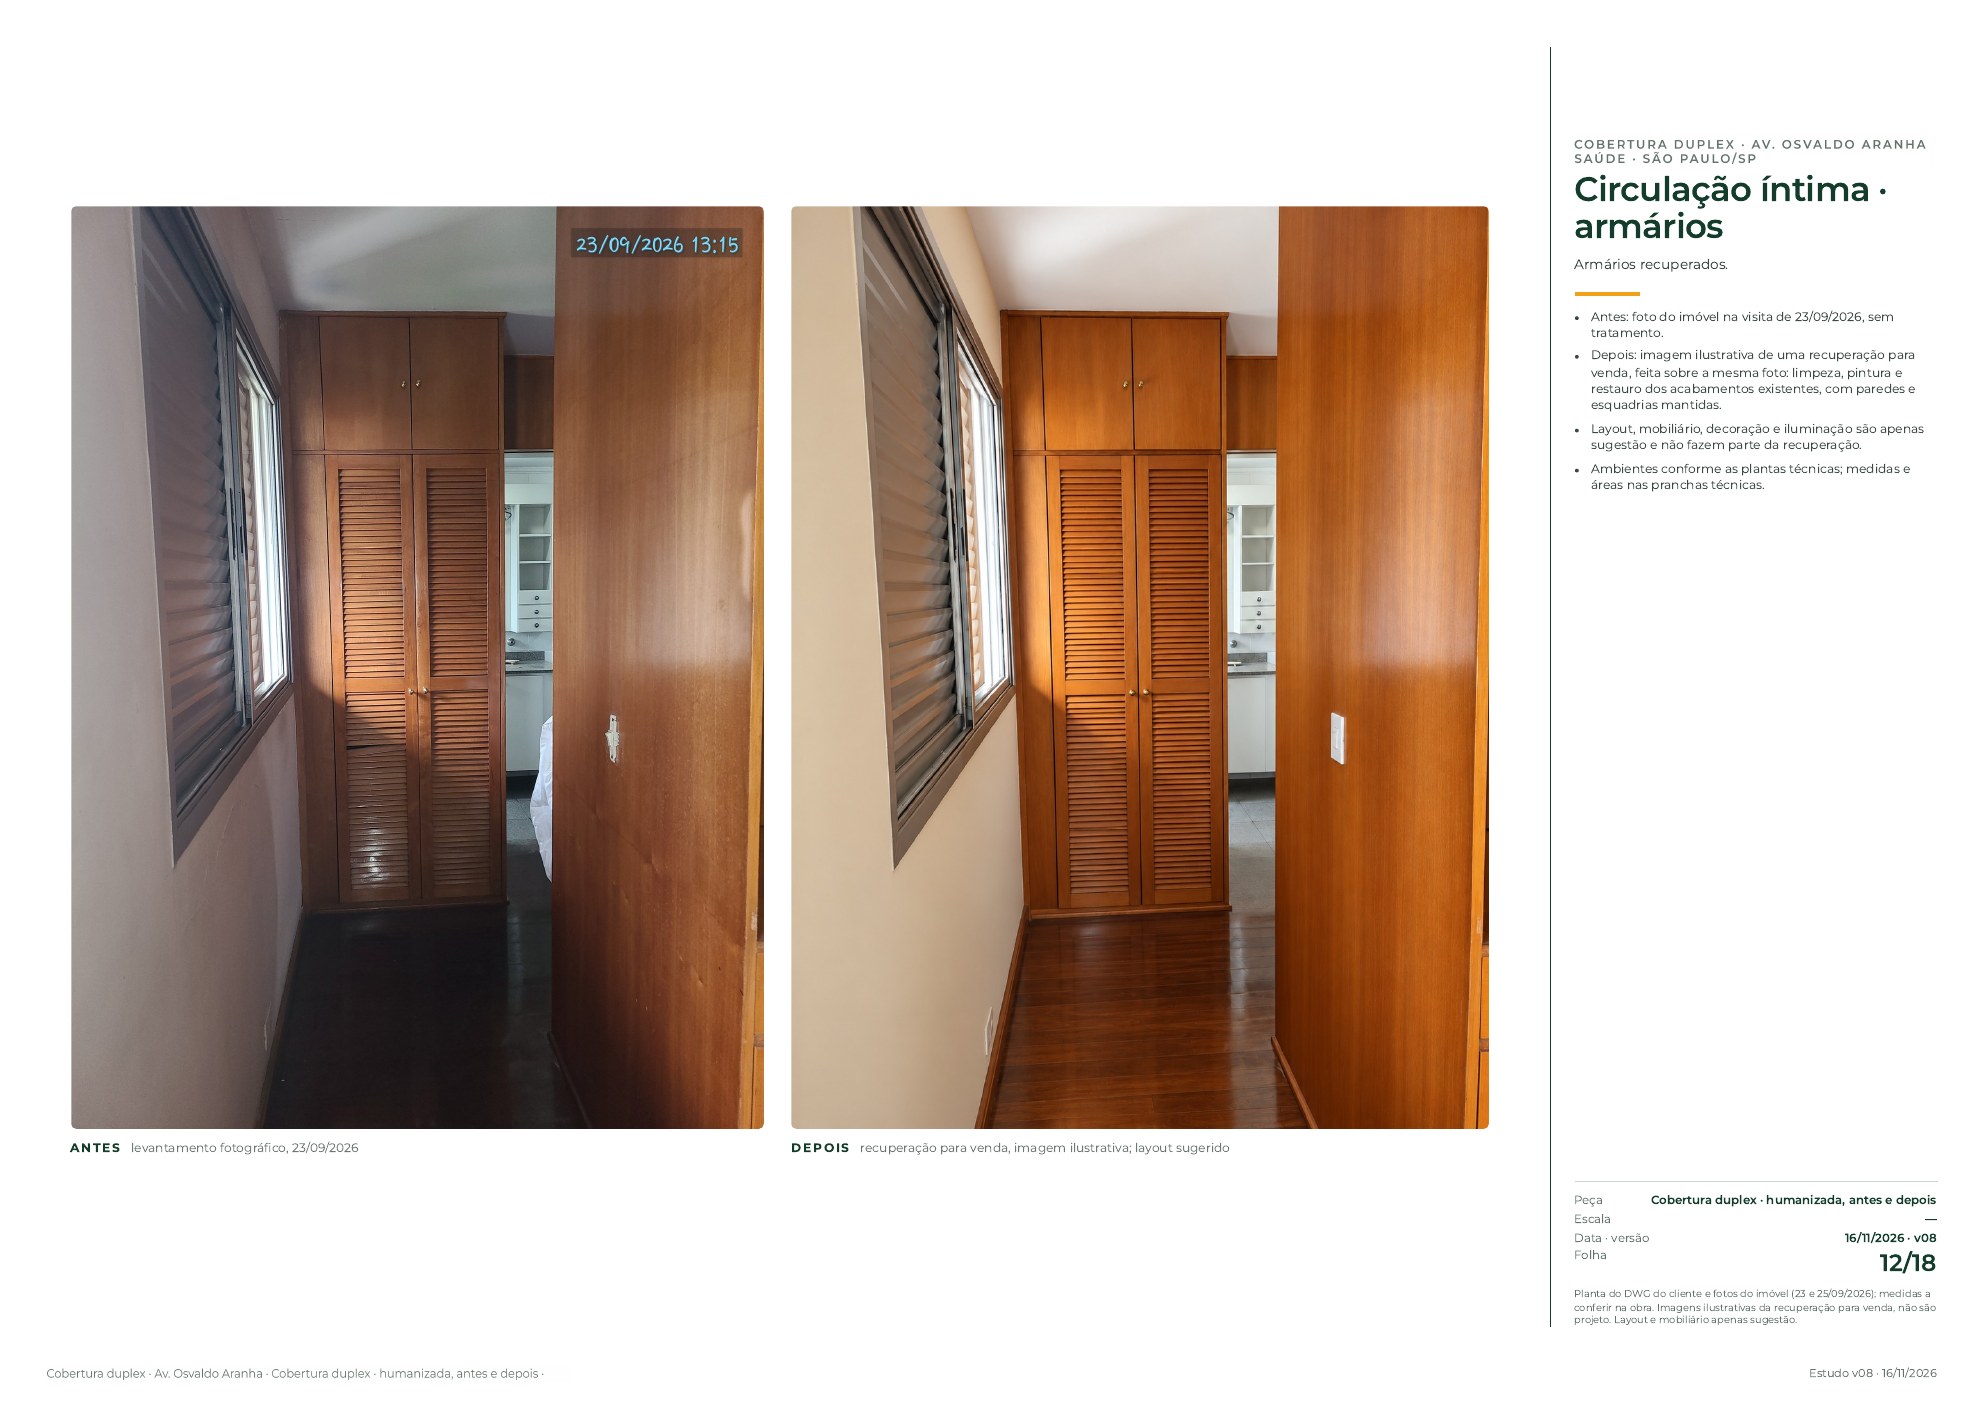 COBERTURA DUPLEX · AV. OSVALDO ARANHA
SAÚDE · SÃO PAULO/SP
Circulação íntima ·
armários
Armários recuperados.
• Antes: foto do imóvel na visita de 23/09/2026, sem
tratamento.
• Depois: imagem ilustrativa de uma recuperação para
venda, feita sobre a mesma foto: limpeza, pintura e
restauro dos acabamentos existentes, com paredes e
esquadrias mantidas.
• Layout, mobiliário, decoração e iluminação são apenas
sugestão e não fazem parte da recuperação.
• Ambientes conforme as plantas técnicas; medidas e
áreas nas pranchas técnicas.
23/09/2026 13:15
ANTES levantamento fotográfico, 23/09/2026
DEPOIS recuperação para venda, imagem ilustrativa; layout sugerido
Peça Cobertura duplex · humanizada, antes e depois
Escala —
Data · versão 16/11/2026 · v08
Folha 12/18
Planta do DWG do cliente e fotos do imóvel (23 e 25/09/2026); medidas a
conferir na obra. Imagens ilustrativas da recuperação para venda, não são
projeto. Layout e mobiliário apenas sugestão.
Cobertura duplex · Av. Osvaldo Aranha · Cobertura duplex · humanizada, antes e depois ·
Estudo v08 · 16/11/2026